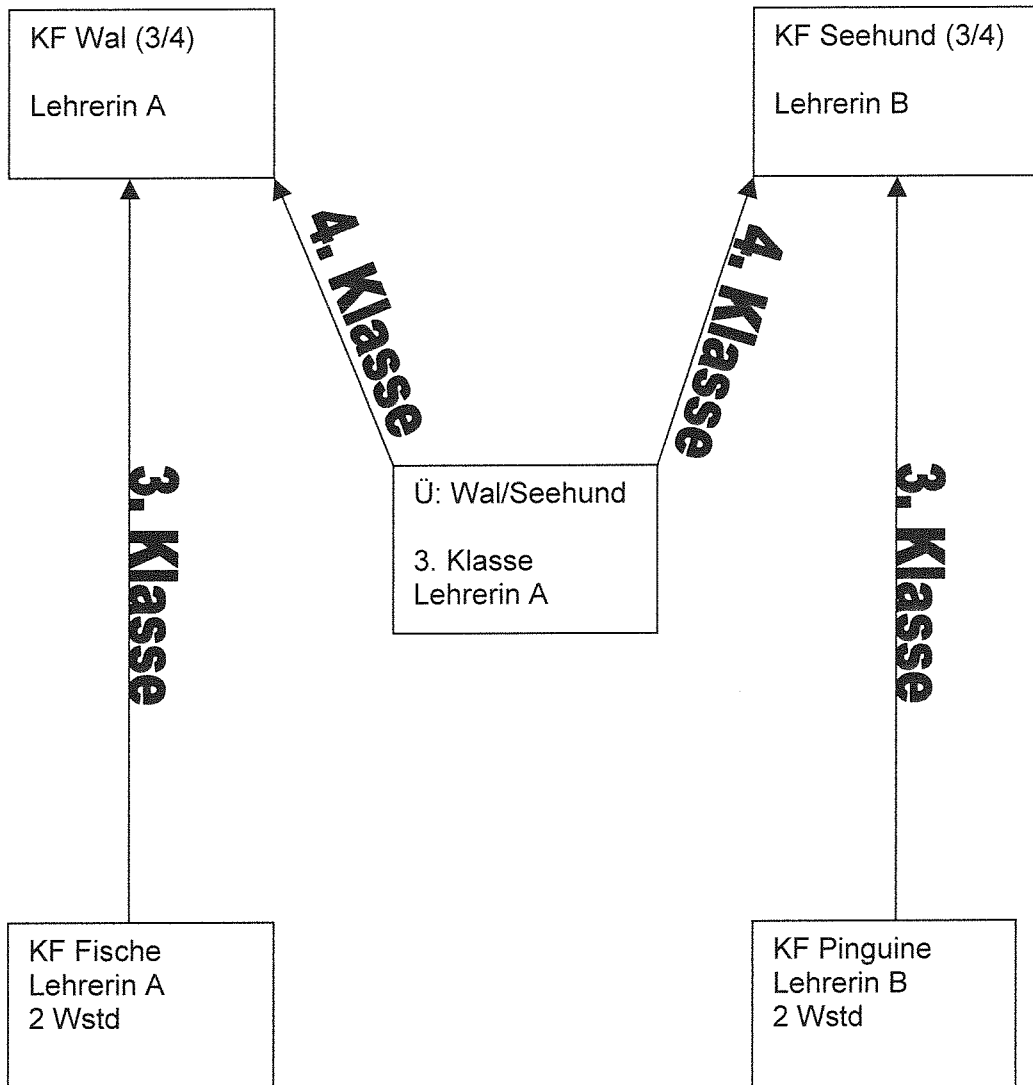 KF Wal (3/4)
Lehrerin A
KF Seehund (3/4)
Lehrerin B
4. Klasse
4. Klasse
3. Klasse
Ü: Wal/Seehund
3. Klasse
Lehrerin A
3. Klasse
KF Fische
Lehrerin A
2 Wstd
KF Pinguine
Lehrerin B
2 Wstd